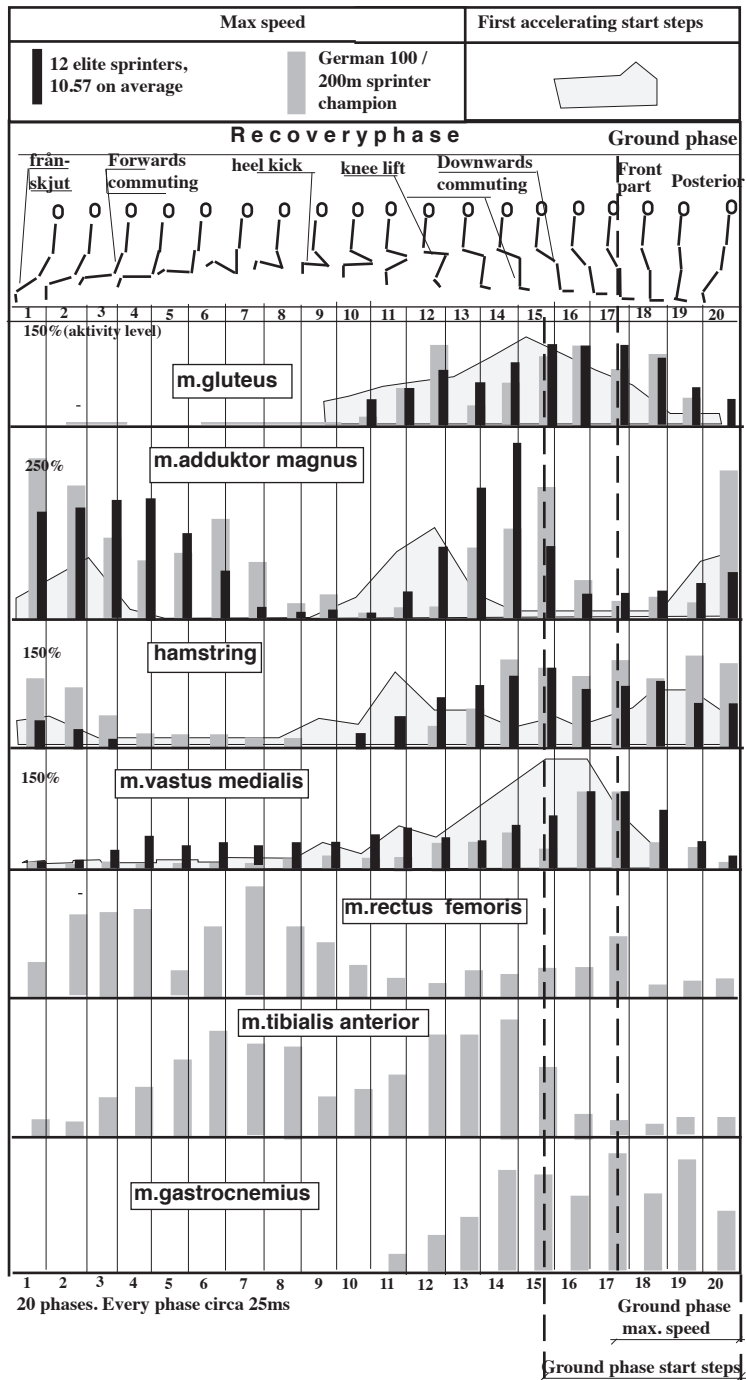 Max speed
First accelerating start steps
12 elite sprinters,
10.57 on average
German 100 /
200m sprinter
champion
Recoveryphase
Ground phase
från-
skjut
Forwards
commuting
heel kick
knee lift
Downwards
commuting
Front
part
Posterior
1 2 3 4 5 6 7 8 9 10 11 12 13 14 15 16 17 18 19 20
150%(aktivity level)
m.gluteus
-
250%
m.adduktor magnus
150%
hamstring
150%
m.vastus medialis
-
m.rectus femoris
m.tibialis anterior
m.gastrocnemius
1 2 3 4 5 6 7 8 9 10 11 12 13 14 15 16 17 18 19 20
20 phases. Every phase circa 25ms
Ground phase
max. speed
Ground phase start steps